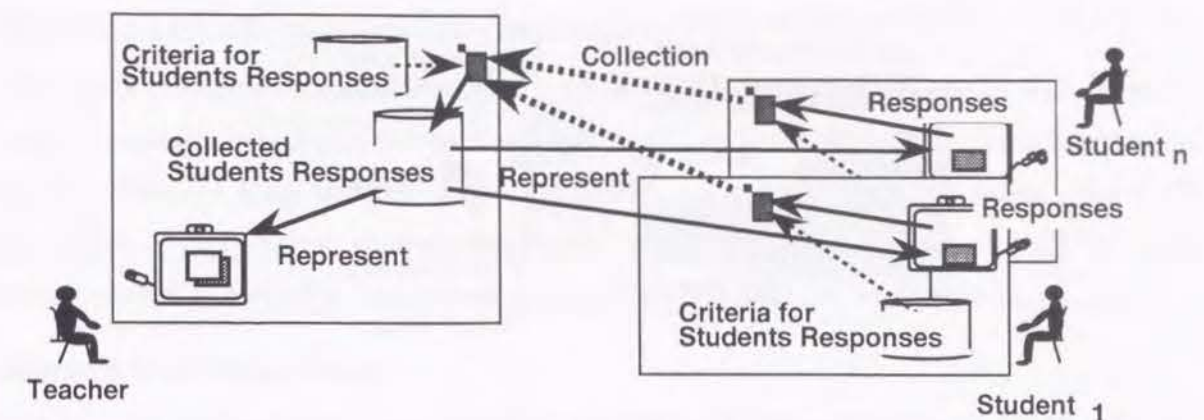 Criteria for
Students Responses
Collection
Responses
Student n
Collected
Students Responses
Represent
Responses
Represent
Criteria for
Students Responses
Teacher
Student 1